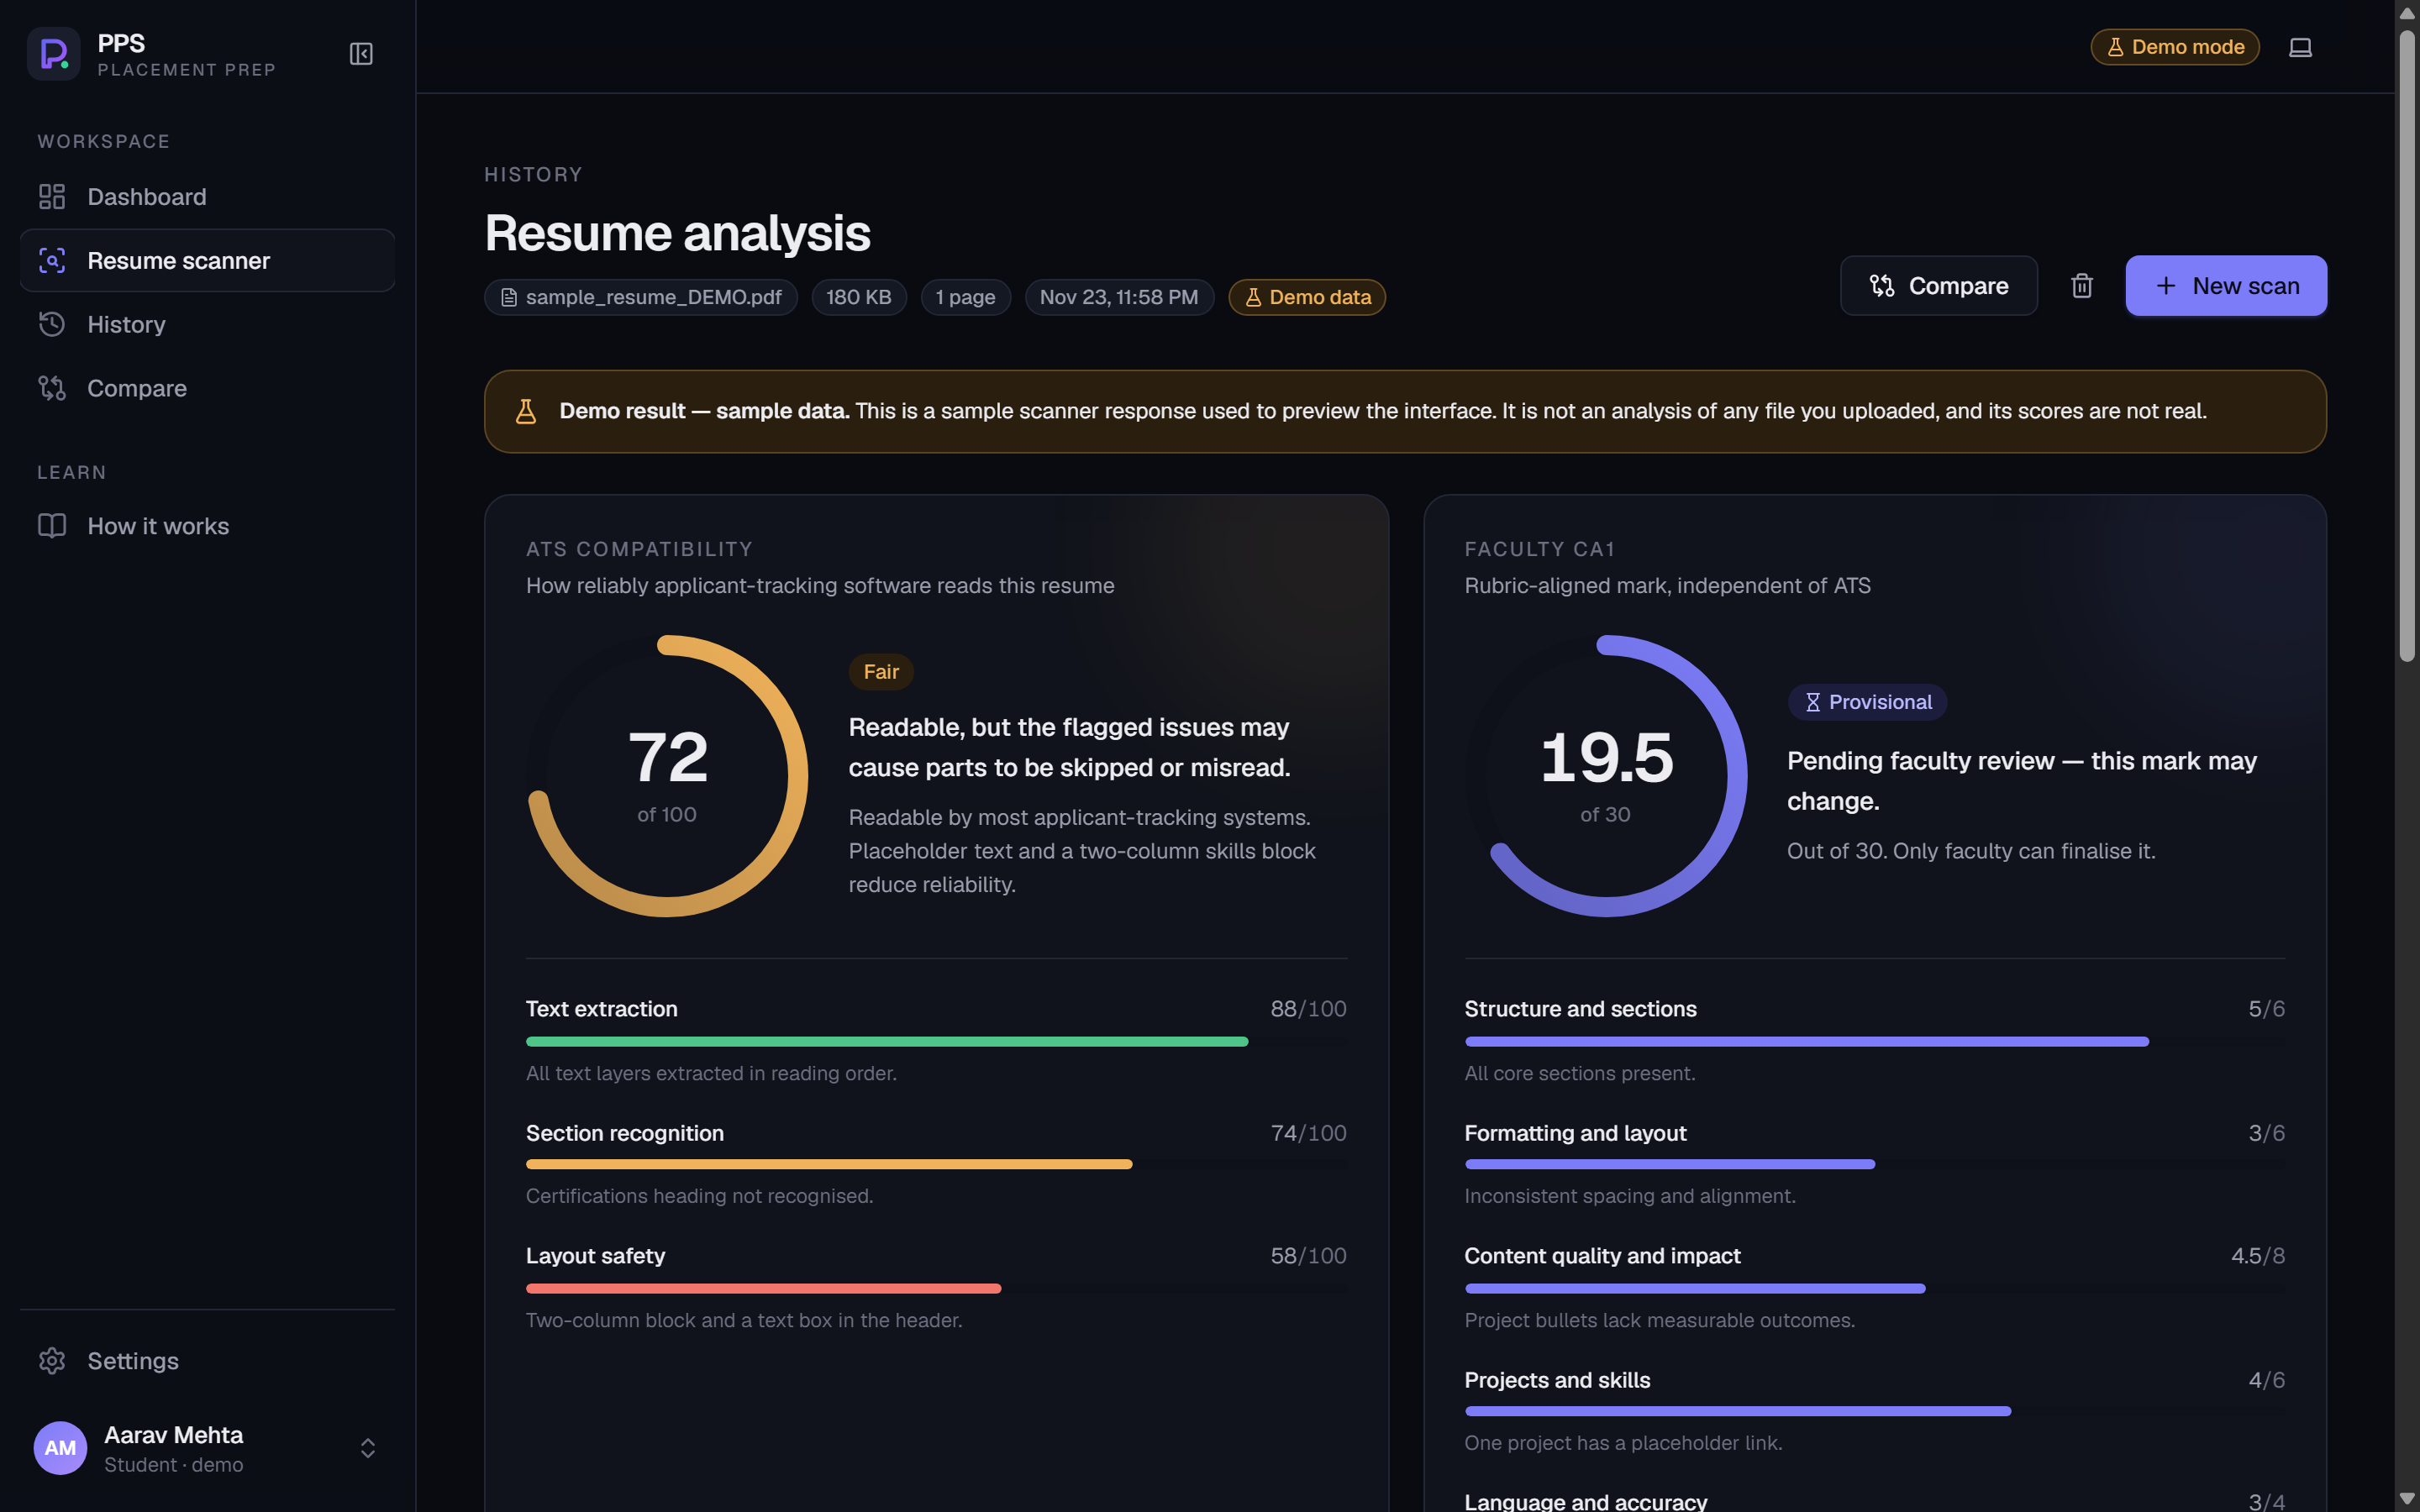 PPS
PLACEMENT PREP
WORKSPACE
Dashboard
Resume scanner
History
Compare
LEARN
How it works
Settings
AM
Aarav Mehta
Student · demo
Demo mode
HISTORY
Resume analysis
sample_resume_DEMO.pdf
180 KB
1 page
Nov 23, 11:58 PM
Demo data
Compare
New scan
Demo result — sample data. This is a sample scanner response used to preview the interface. It is not an analysis of any file you uploaded, and its scores are not real.
ATS COMPATIBILITY
How reliably applicant-tracking software reads this resume
72
of 100
Fair
Readable, but the flagged issues may
cause parts to be skipped or misread.
Readable by most applicant-tracking systems.
Placeholder text and a two-column skills block
reduce reliability.
Text extraction
88/100
All text layers extracted in reading order.
Section recognition
74/100
Certifications heading not recognised.
Layout safety
58/100
Two-column block and a text box in the header.
FACULTY CA1
Rubric-aligned mark, independent of ATS
19.5
of 30
Provisional
Pending faculty review — this mark may
change.
Out of 30. Only faculty can finalise it.
Structure and sections
5/6
All core sections present.
Formatting and layout
3/6
Inconsistent spacing and alignment.
Content quality and impact
4.5/8
Project bullets lack measurable outcomes.
Projects and skills
4/6
One project has a placeholder link.
Language and accuracy
3/4